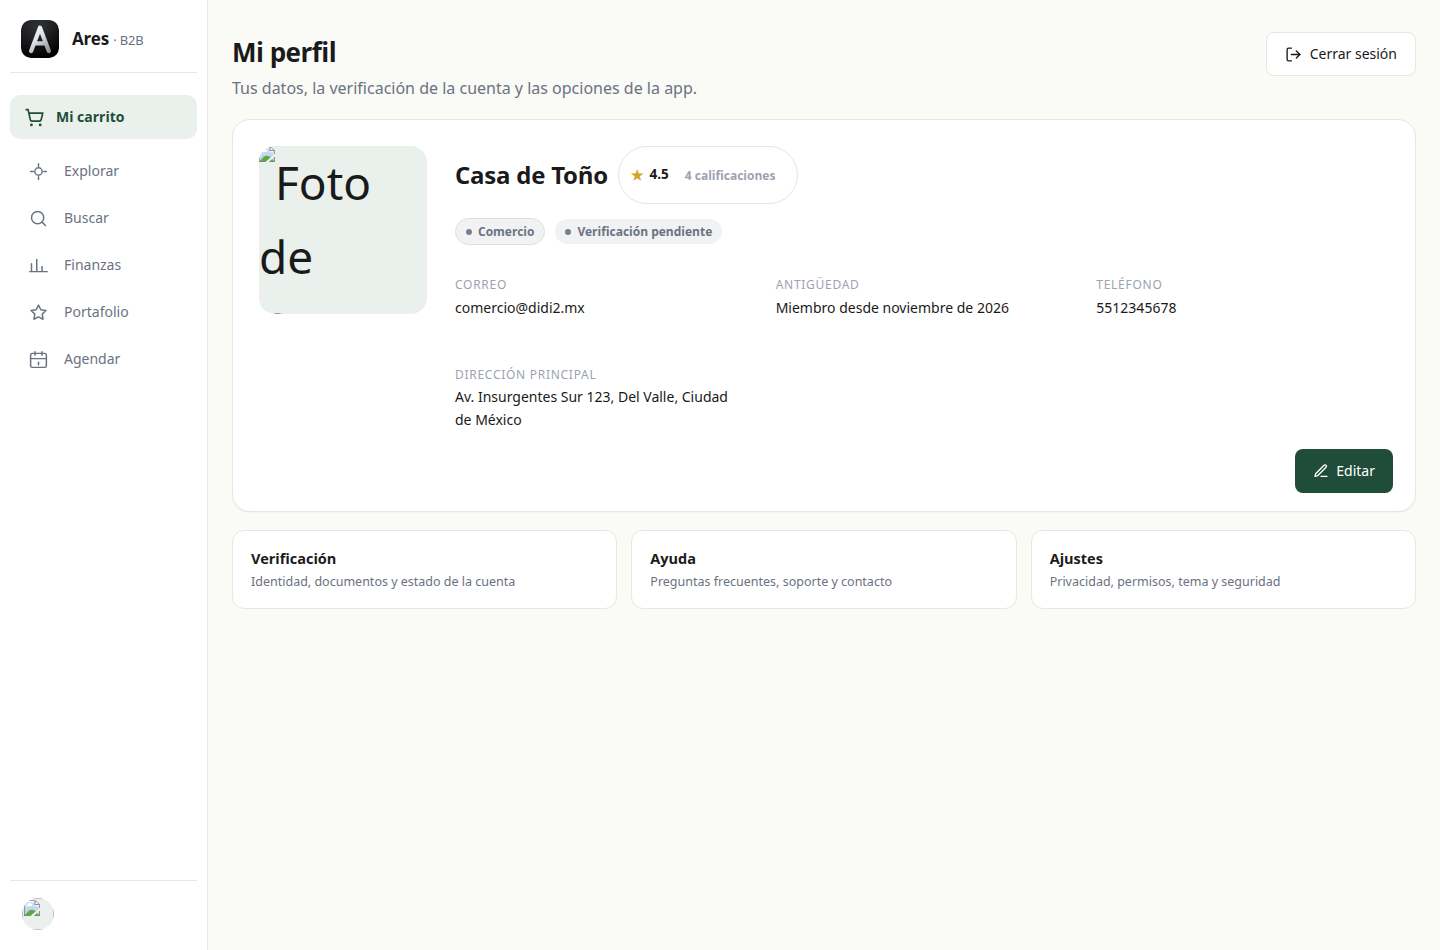 Ares · B2B
Mi carrito
Explorar
Buscar
Finanzas
Portafolio
Agendar
Mi perfil
Tus datos, la verificación de la cuenta y las opciones de la app.
Cerrar sesión
Foto
de
Casa de Toño
★ 4.5 4 calificaciones
Comercio
Verificación pendiente
CORREO
comercio@didi2.mx
ANTIGÜEDAD
Miembro desde noviembre de 2026
TELÉFONO
5512345678
DIRECCIÓN PRINCIPAL
Av. Insurgentes Sur 123, Del Valle, Ciudad
de México
Editar
Verificación
Identidad, documentos y estado de la cuenta
Ayuda
Preguntas frecuentes, soporte y contacto
Ajustes
Privacidad, permisos, tema y seguridad